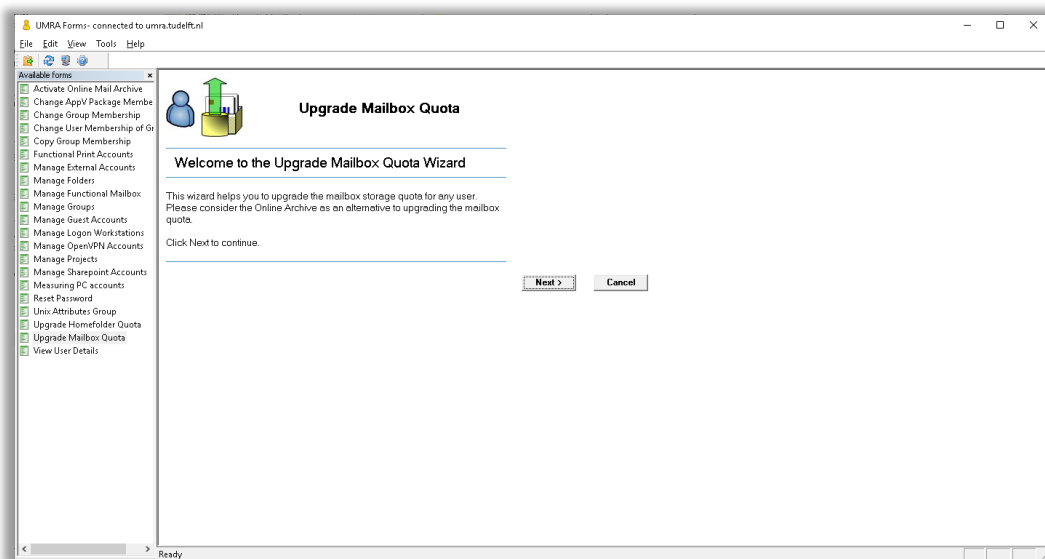 UMRA Forms- connected to umra.tudelft.nl
File Edit View Tools Help
Available forms
Activate Online Mail Archive
Change AppV Package Membe
Change Group Membership
Change User Membership of Gr
Copy Group Membership
Functional Print Accounts
Manage External Accounts
Manage Folders
Manage Functional Mailbox
Manage Groups
Manage Guest Accounts
Manage Logon Workstations
Manage OpenVPN Accounts
Manage Projects
Manage Sharepoint Accounts
Measuring PC accounts
Reset Password
Unix Attributes Group
Upgrade Homefolder Quota
Upgrade Mailbox Quota
View User Details
Upgrade Mailbox Quota
Welcome to the Upgrade Mailbox Quota Wizard
This wizard helps you to upgrade the mailbox storage quota for any user.
Please consider the Online Archive as an alternative to upgrading the mailbox
quota.
Click Next to continue.
Next > Cancel
Ready